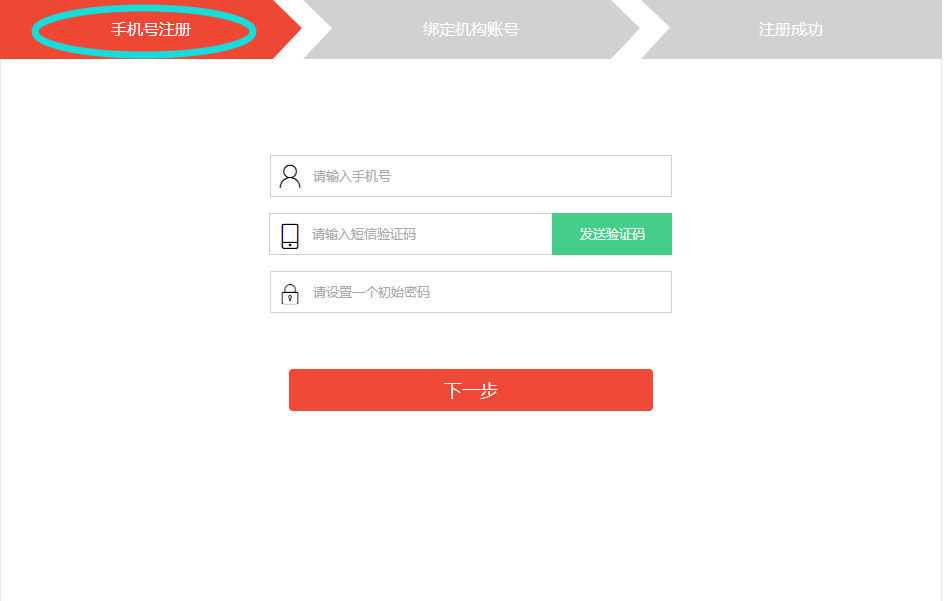 手机号注册
绑定机构账号
注册成功
请输入手机号
请输入短信验证码
发送验证码
请设置一个初始密码
下一步